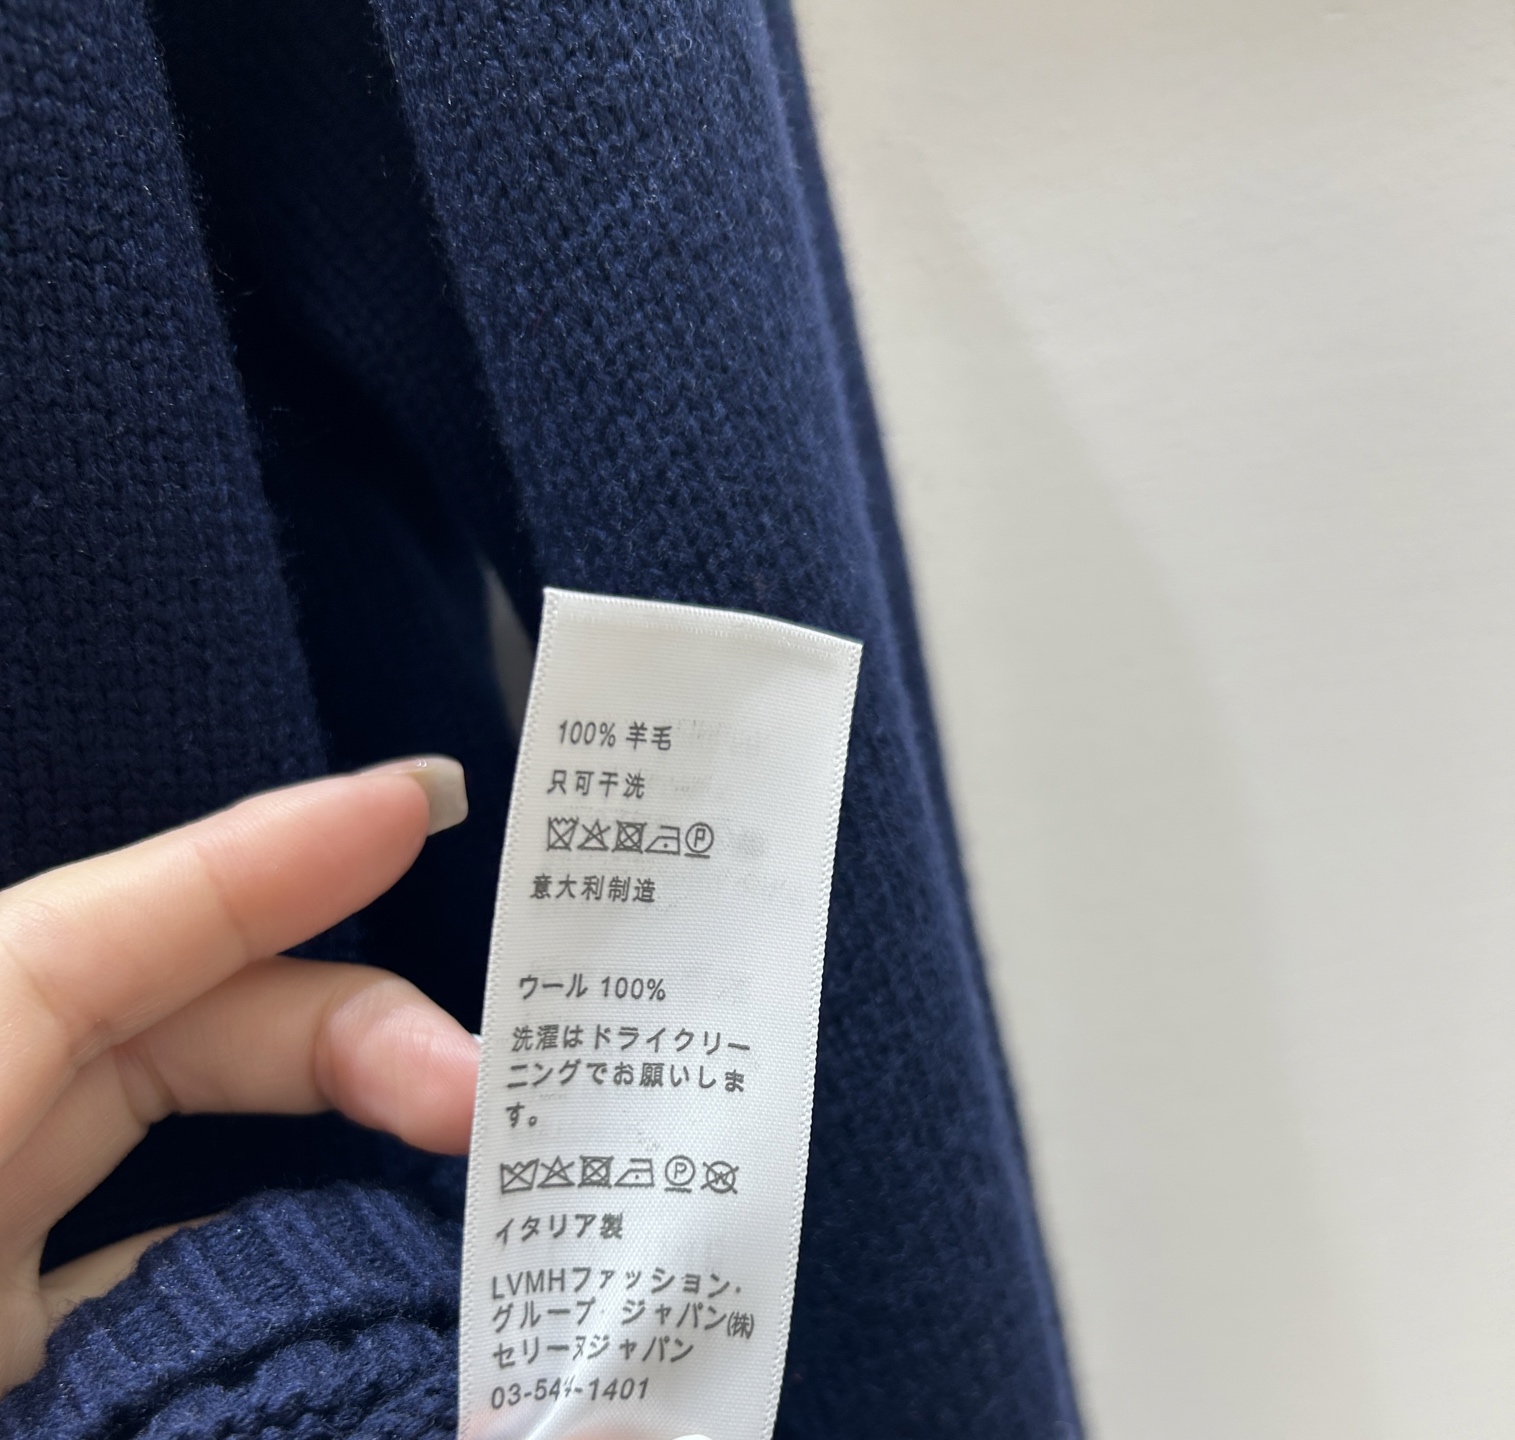 100% 羊毛
只可干洗
P
意大利制造
ウール 100%
洗濯はドライクリー
ニングでお願いしま
す。
P W
イタリア製
LVMHファッション・
グループ・ジャパン(株)
セリーヌジャパン